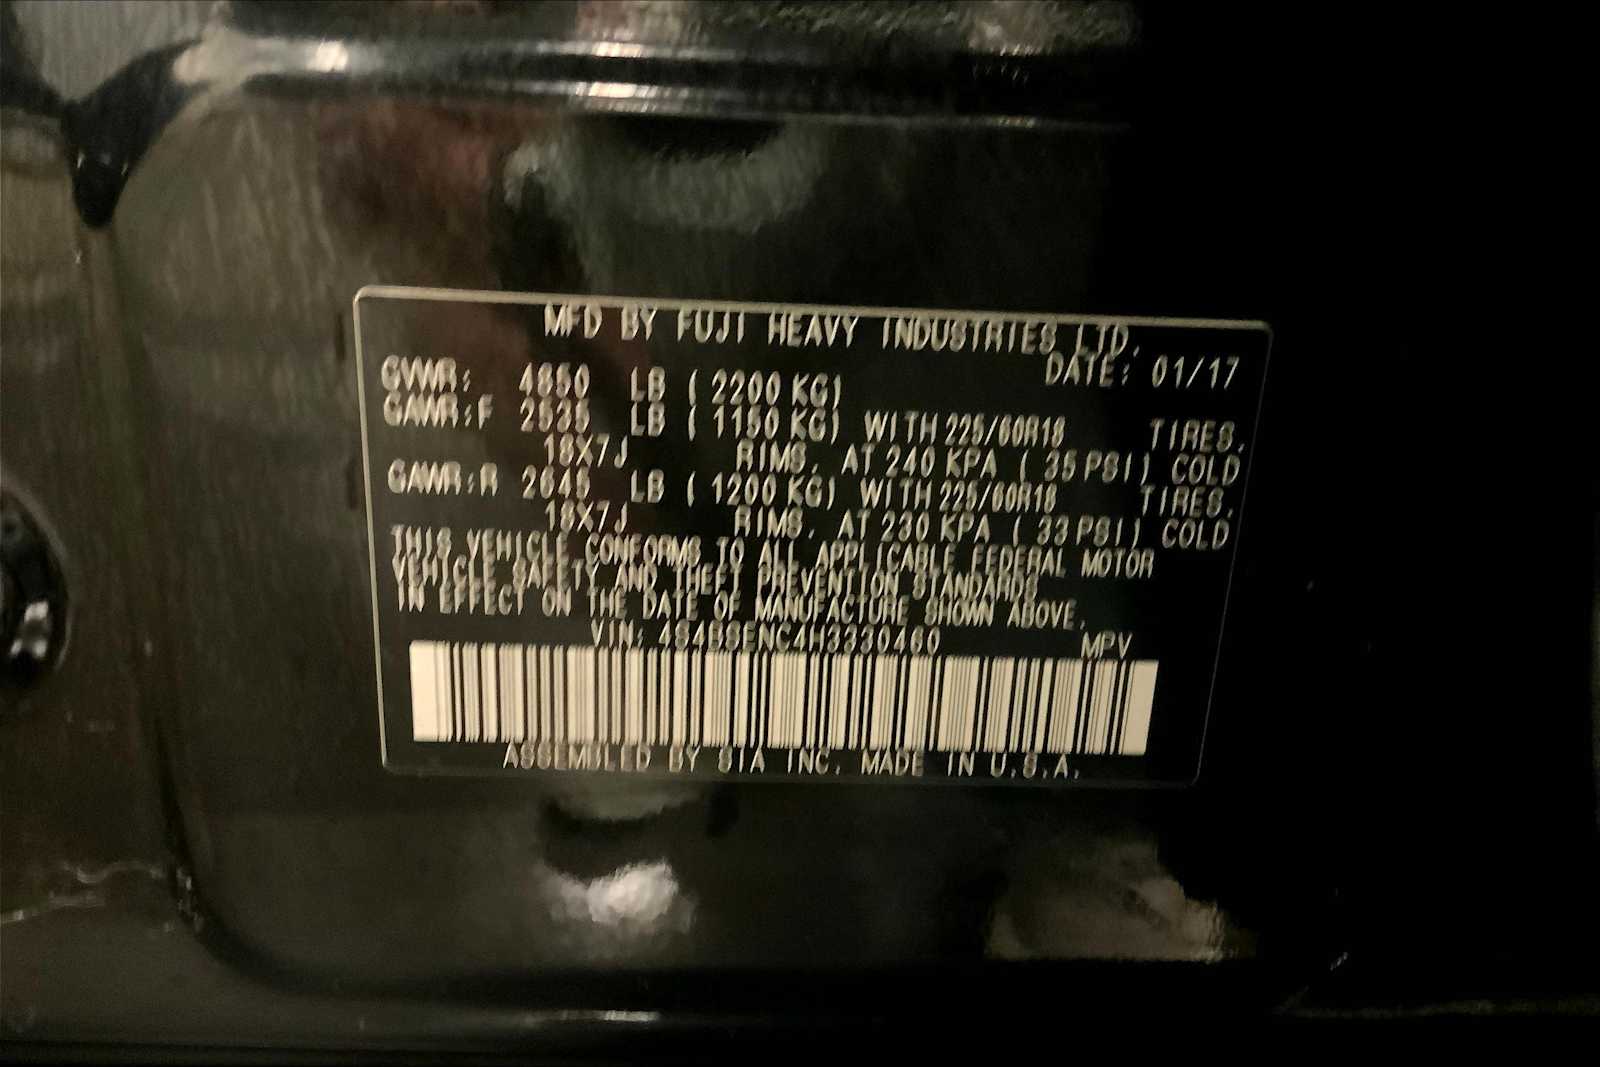 MFD BY FUJI HEAVY INDUSTRIES LTD.
DATE: 01/17
GVWR: 4850 LB ( 2200 KG)
GAWR:F 2535 LB ( 1150 KG) WITH 225/60R18 TIRES,
18X7J RIMS, AT 240 KPA ( 35 PSI) COLD
GAWR:R 2645 LB ( 1200 KG) WITH 225/60R18 TIRES,
18X7J RIMS, AT 230 KPA ( 33 PSI) COLD
THIS VEHICLE CONFORMS TO ALL APPLICABLE FEDERAL MOTOR
VEHICLE SAFETY AND THEFT PREVENTION STANDARDS
IN EFFECT ON THE DATE OF MANUFACTURE SHOWN ABOVE.
VIN: 4S4BSENC4H3330460 MPV
ASSEMBLED BY SIA INC. MADE IN U.S.A.